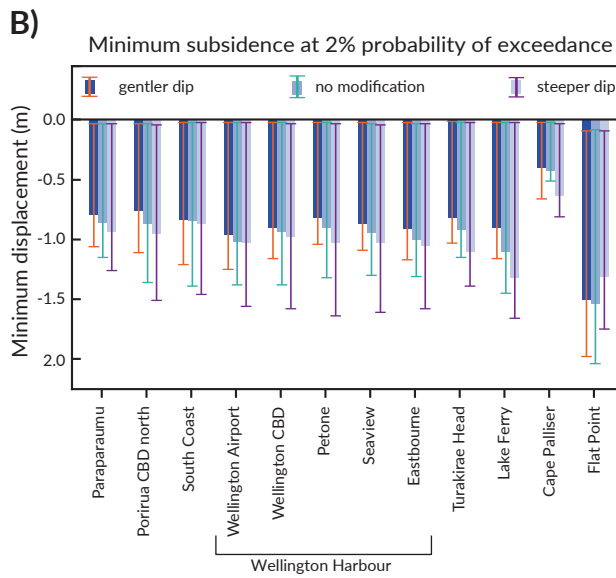 B)
Minimum subsidence at 2% probability of exceedance
gentler dip
no modification
steeper dip
Minimum displacement (m)
0.0
-0.5
-1.0
-1.5
2.0
Paraparaumu
Porirua CBD north
South Coast
Wellington Airport
Wellington CBD
Petone
Seaview
Eastbourne
Turakirae Head
Lake Ferry
Cape Palliser
Flat Point
Wellington Harbour